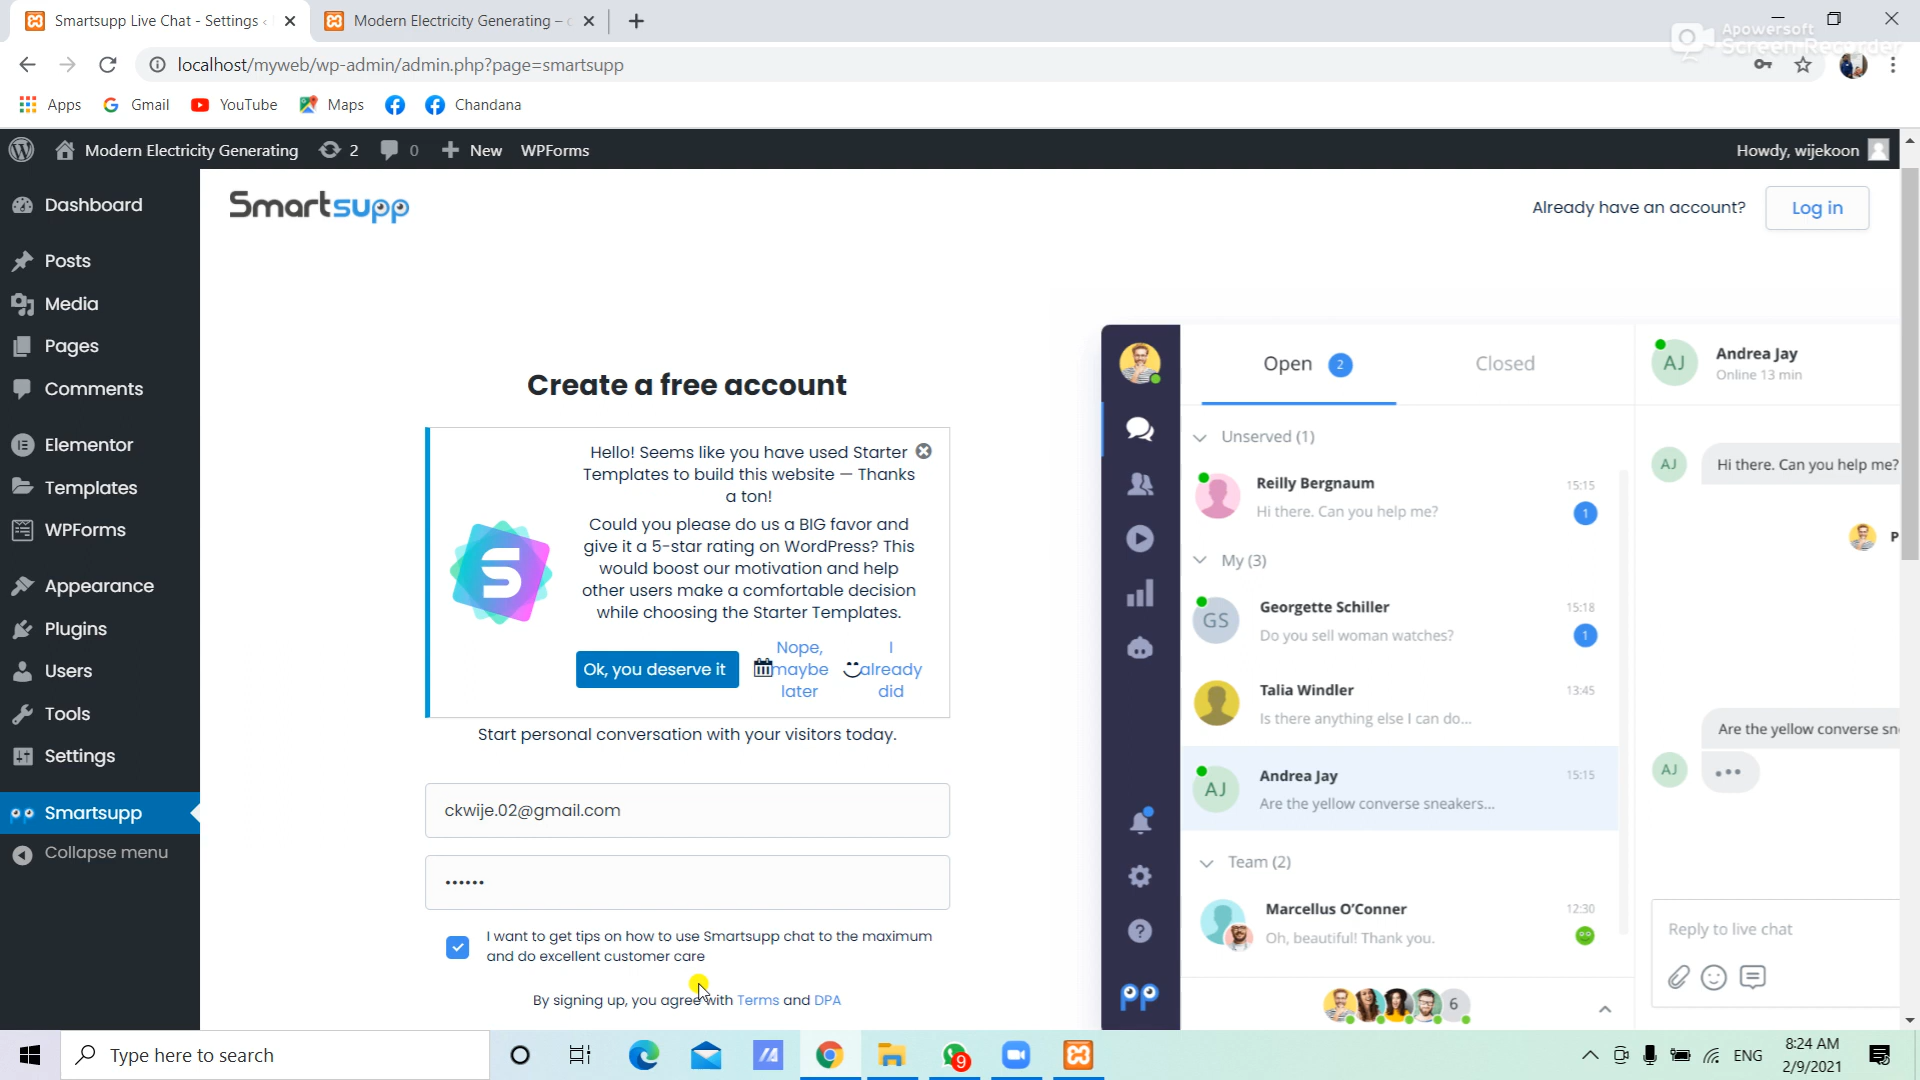 Smartsupp Live Chat - Settings
Modern Electricity Generating –
Apowersoft
Screen Recorder
localhost/myweb/wp-admin/admin.php?page=smartsupp
Apps
Gmail
YouTube
Maps
Chandana
Modern Electricity Generating
2
0
New
WPForms
Howdy, wijekoon
Dashboard
Posts
Media
Pages
Comments
Elementor
Templates
WPForms
Appearance
Plugins
Users
Tools
Settings
Smartsupp
Collapse menu
Smartsupp
Already have an account?
Log in
Create a free account
Hello! Seems like you have used Starter
Templates to build this website — Thanks
a ton!
Could you please do us a BIG favor and
give it a 5-star rating on WordPress? This
would boost our motivation and help
other users make a comfortable decision
while choosing the Starter Templates.
Ok, you deserve it
Nope,
maybe
later
I
already
did
Start personal conversation with your visitors today.
ckwije.02@gmail.com
••••••
I want to get tips on how to use Smartsupp chat to the maximum
and do excellent customer care
By signing up, you agree with Terms and DPA
Open 2
Closed
Unserved (1)
Reilly Bergnaum
15:15
Hi there. Can you help me?
1
My (3)
GS
Georgette Schiller
15:18
Do you sell woman watches?
1
Talia Windler
13:45
Is there anything else I can do...
AJ
Andrea Jay
15:15
Are the yellow converse sneakers...
Team (2)
Marcellus O'Conner
12:30
Oh, beautiful! Thank you.
6
AJ
Andrea Jay
Online 13 min
AJ
Hi there. Can you help me?
P
Are the yellow converse sn
AJ
Reply to live chat
Type here to search
9
ENG
8:24 AM
2/9/2021